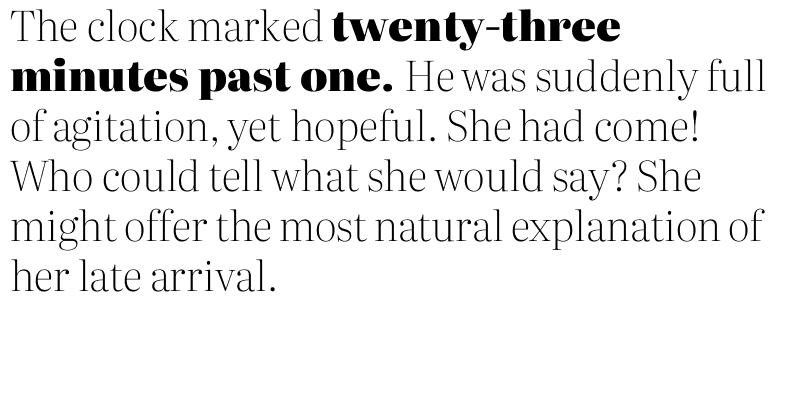 The clock marked twenty-three
minutes past one. He was suddenly full
of agitation, yet hopeful. She had come!
Who could tell what she would say? She
might offer the most natural explanation of
her late arrival.